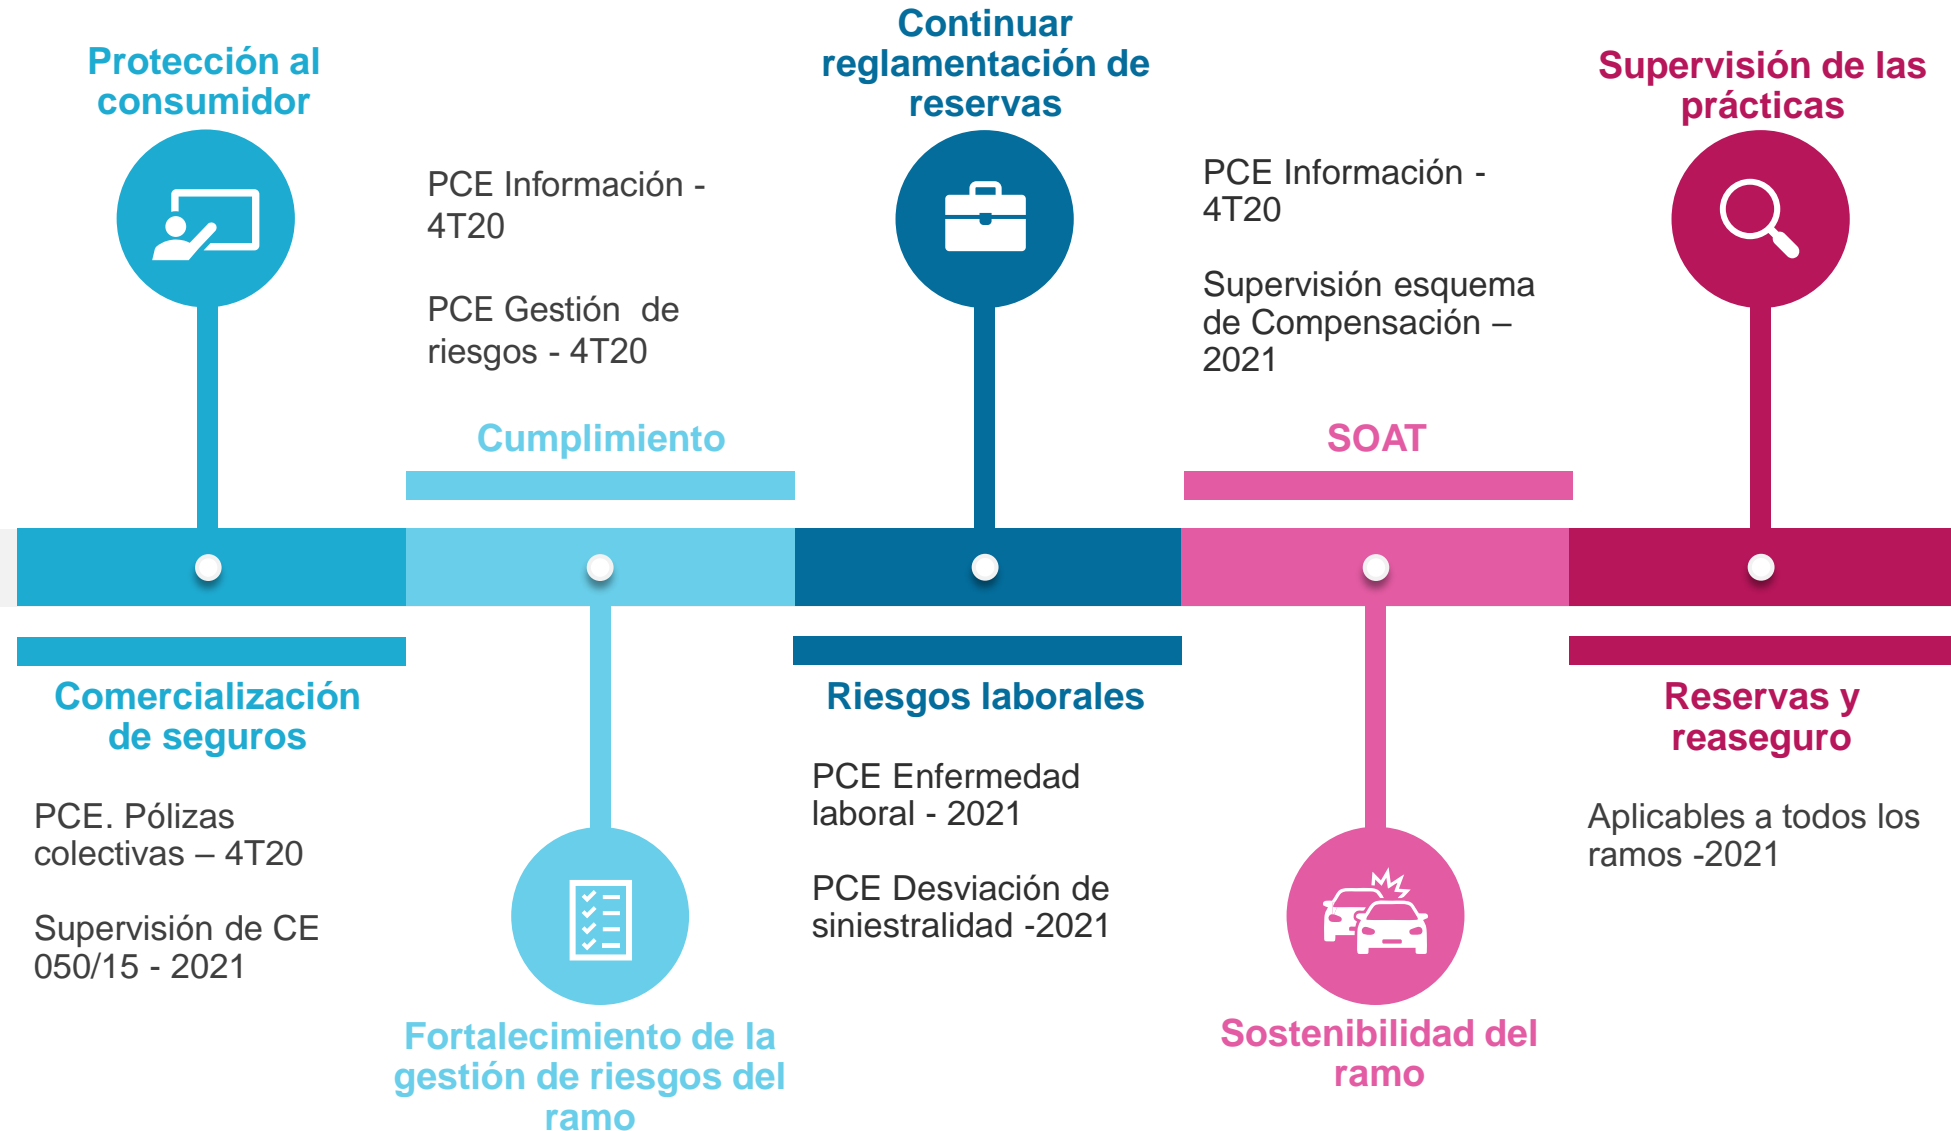 Protección al
consumidor
Comercialización
de seguros
PCE. Pólizas
colectivas – 4T20
Supervisión de CE
050/15 - 2021
PCE Información -
4T20
PCE Gestión  de
riesgos - 4T20
Cumplimiento
Fortalecimiento de la
gestión de riesgos del
ramo
Continuar
reglamentación de
reservas
Riesgos laborales
PCE Enfermedad
laboral - 2021
PCE Desviación de
siniestralidad -2021
PCE Información -
4T20
Supervisión esquema
de Compensación –
2021
SOAT
Sostenibilidad del
ramo
Supervisión de las
prácticas
Reservas y
reaseguro
Aplicables a todos los
ramos -2021